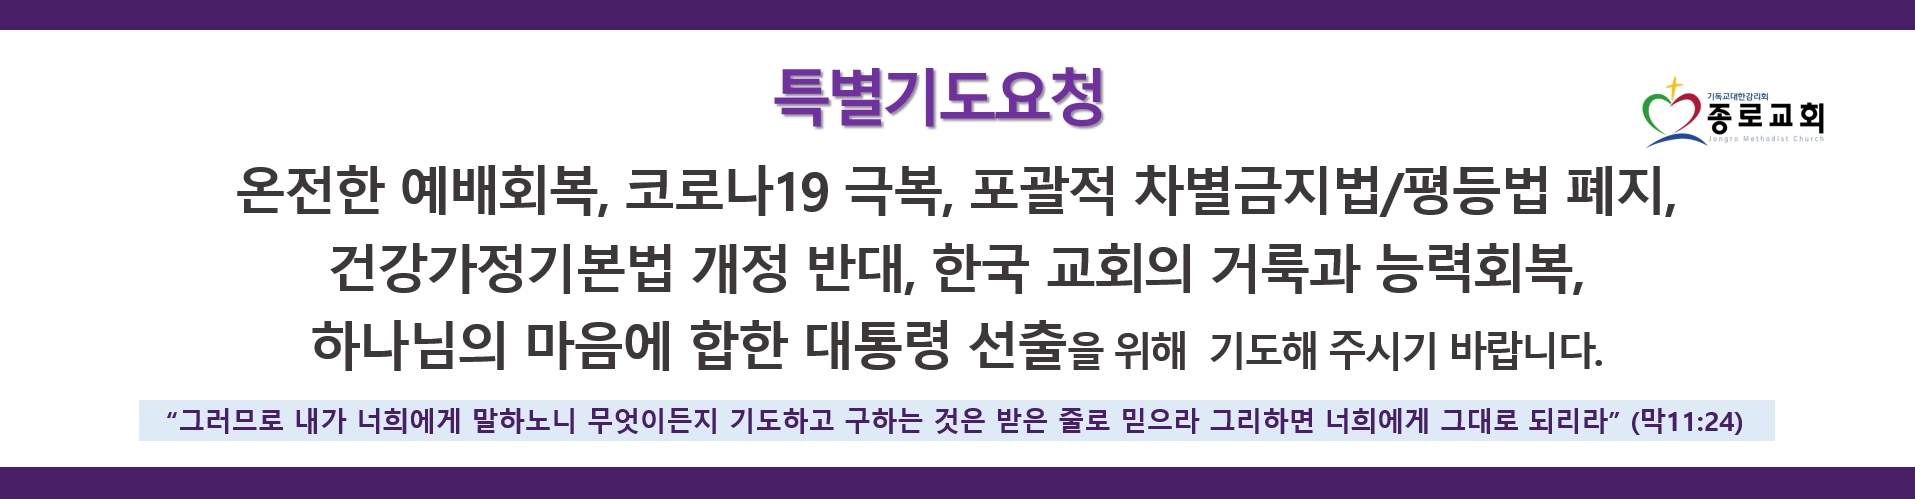 특별기도요청
기독교대한감리회
종로교회
Jongro Methodist Church
온전한 예배회복, 코로나19 극복, 포괄적 차별금지법/평등법 폐지,
건강가정기본법 개정 반대, 한국 교회의 거룩과 능력회복,
하나님의 마음에 합한 대통령 선출을 위해 기도해 주시기 바랍니다.
“그러므로 내가 너희에게 말하노니 무엇이든지 기도하고 구하는 것은 받은 줄로 믿으라 그리하면 너희에게 그대로 되리라” (막11:24)